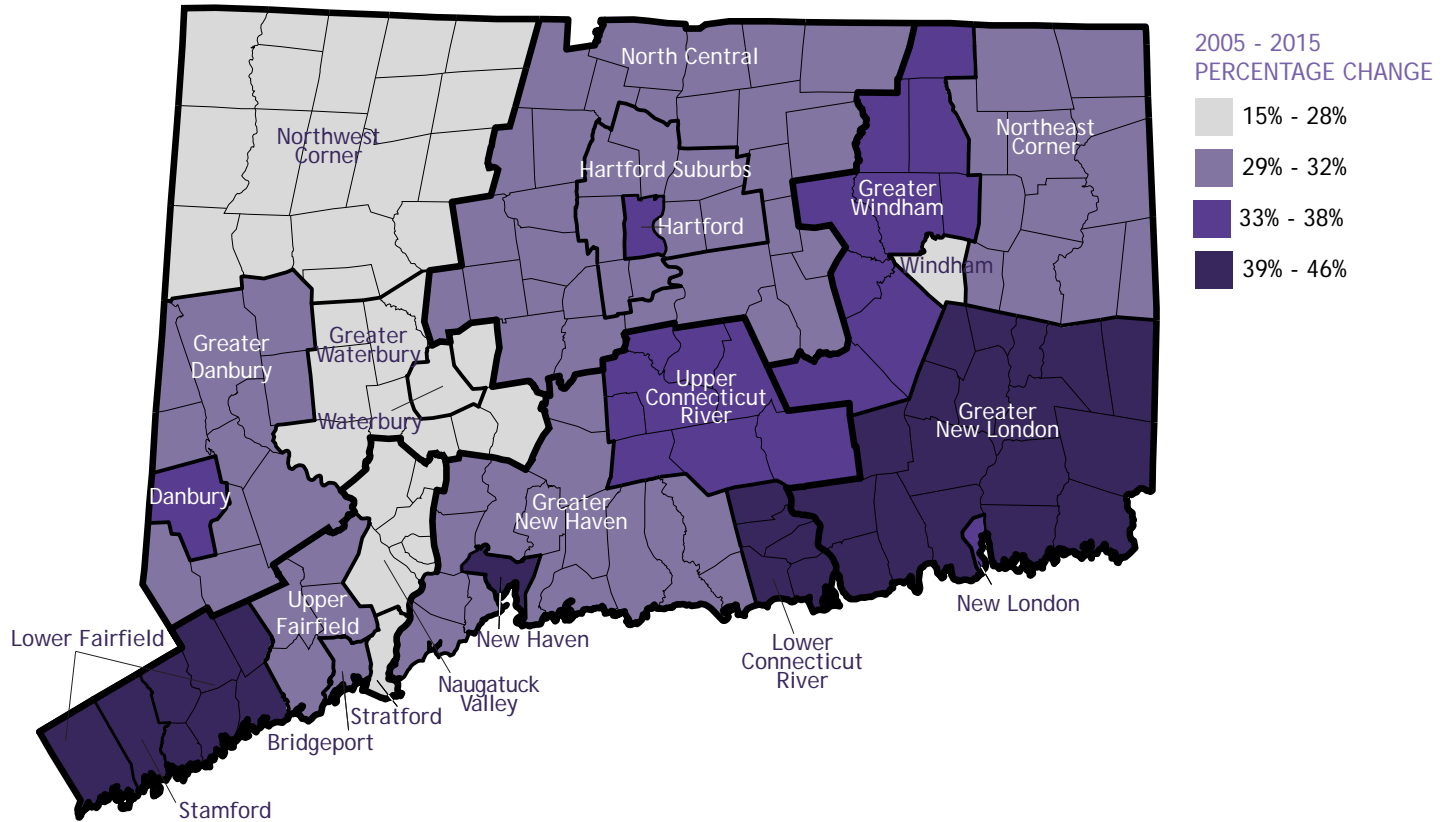 2005 - 2015
PERCENTAGE CHANGE
15% - 28%
29% - 32%
33% - 38%
39% - 46%
North Central
Northwest
Corner
Northeast
Corner
Hartford Suburbs
Greater
Windham
Hartford
Windham
Greater
Danbury
Greater
Waterbury
Upper
Connecticut
River
Waterbury
Greater
New London
Danbury
Greater
New Haven
Upper
Fairfield
New London
Lower Fairfield
New Haven
Lower
Connecticut
River
Naugatuck
Valley
Stratford
Bridgeport
Stamford